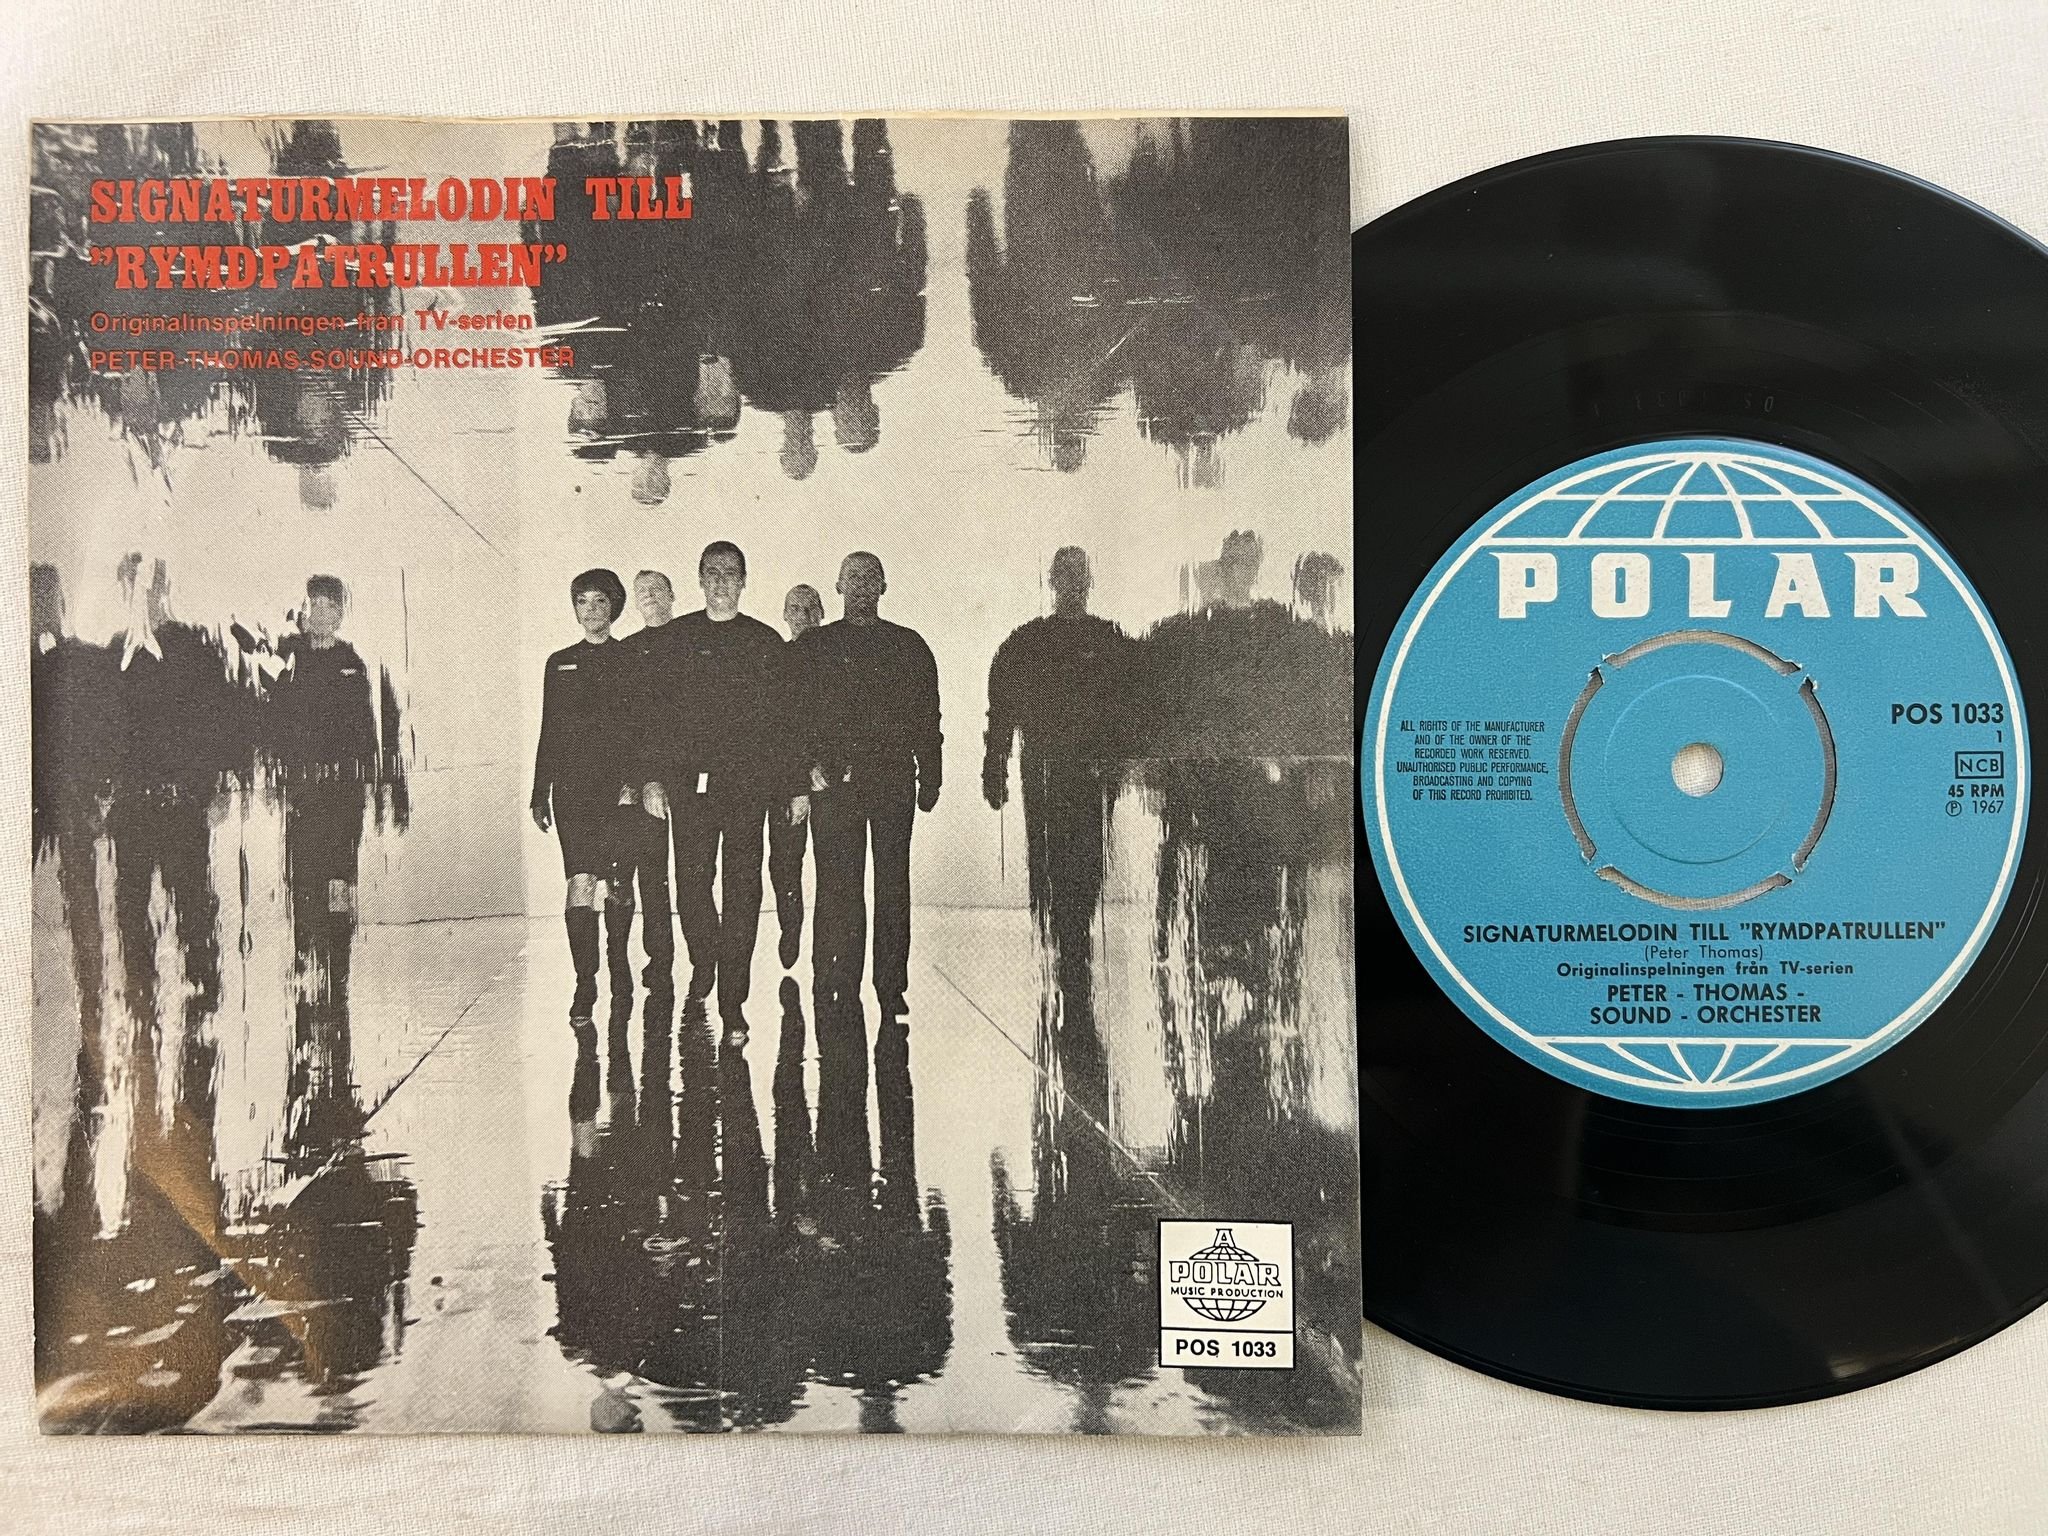 SIGNATURMELODIN TILL
”RYMDPATRULLEN”
Originalinspelningen från TV-serien
PETER-THOMAS-SOUND-ORCHESTER
A
POLAR
MUSIC PRODUCTION
POS 1033
POLAR
ALL RIGHTS OF THE MANUFACTURER
AND OF THE OWNER OF THE
RECORDED WORK RESERVED.
UNAUTHORISED PUBLIC PERFORMANCE,
BROADCASTING AND COPYING
OF THIS RECORD PROHIBITED.
POS 1033
1
NCB
45 RPM
Ⓟ 1967
SIGNATURMELODIN TILL ”RYMDPATRULLEN”
(Peter Thomas)
Originalinspelningen från TV-serien
PETER - THOMAS -
SOUND - ORCHESTER